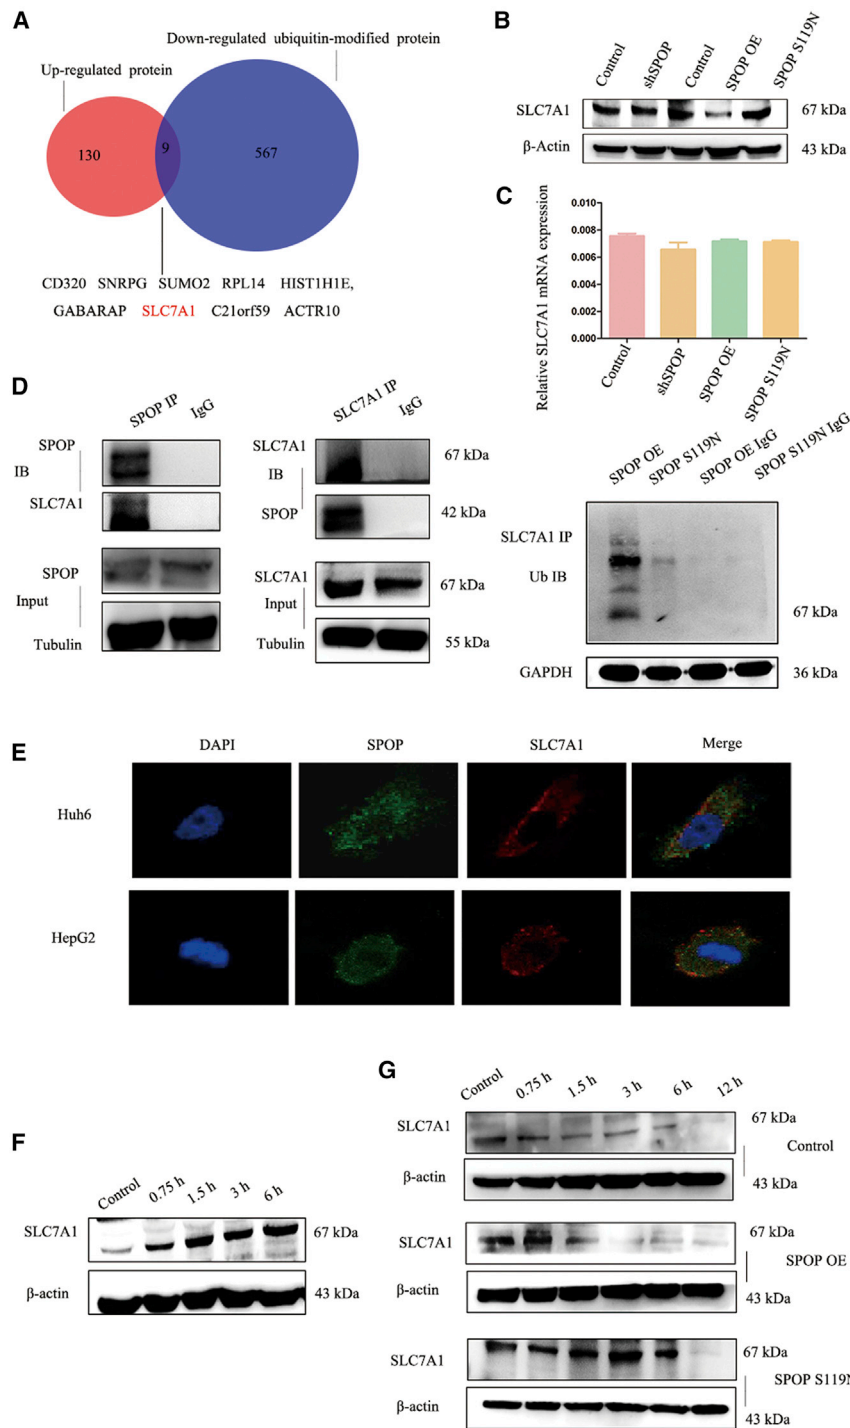 A
Down-regulated ubiquitin-modified protein
Up-regulated protein
130
9
567
CD320 SNRPG SUMO2 RPL14 HIST1H1E,
GABARAP SLC7A1 C21orf59 ACTR10
B
Control shSPOP Control SPOP OE SPOP S119N
SLC7A1 67 kDa
β-Actin 43 kDa
C
Relative SLC7A1 mRNA expression
0.010
0.008
0.006
0.004
0.002
0.000
Control shSPOP SPOP OE SPOP S119N
D
SPOP IP IgG
SPOP
IB
SLC7A1
SPOP
Input
Tubulin
SLC7A1 IP IgG
SLC7A1 67 kDa
IB
SPOP 42 kDa
SLC7A1 67 kDa
Input
Tubulin 55 kDa
SPOP OE SPOP S119N SPOP OE IgG SPOP S119N IgG
SLC7A1 IP
Ub IB
67 kDa
GAPDH 36 kDa
E
DAPI SPOP SLC7A1 Merge
Huh6
HepG2
F
Control 0.75 h 1.5 h 3 h 6 h
SLC7A1 67 kDa
β-actin 43 kDa
G
Control 0.75 h 1.5 h 3 h 6 h 12 h
SLC7A1 67 kDa
Control
β-actin 43 kDa
SLC7A1 67 kDa
SPOP OE
β-actin 43 kDa
SLC7A1 67 kDa
SPOP S119N
β-actin 43 kDa